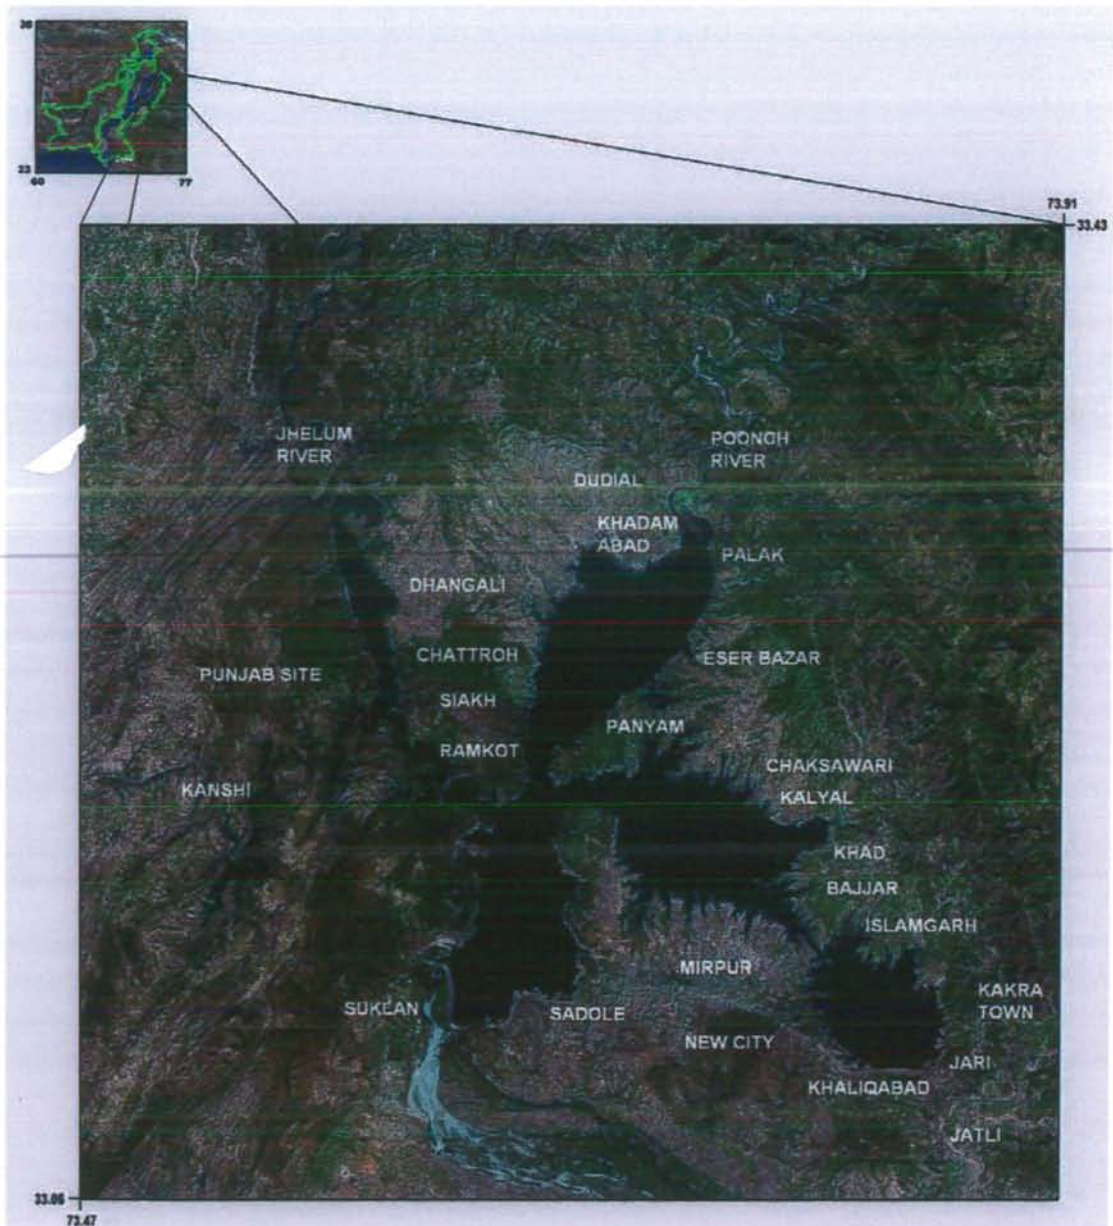 38
23
60
77
73.91
33.43
JHELUM
RIVER
POONCH
RIVER
DUDIAL
KHADAM
ABAD
PALAK
DHANGALI
CHATTROH
ESER BAZAR
PUNJAB SITE
SIAKH
PANYAM
RAMKOT
CHAKSAWARI
KANSHI
KALYAL
KHAD
BAJJAR
ISLAMGARH
MIRPUR
KAKRA
TOWN
SUKLAN
SADOLE
NEW CITY
JARI
KHALIQABAD
JATLI
33.06
73.47